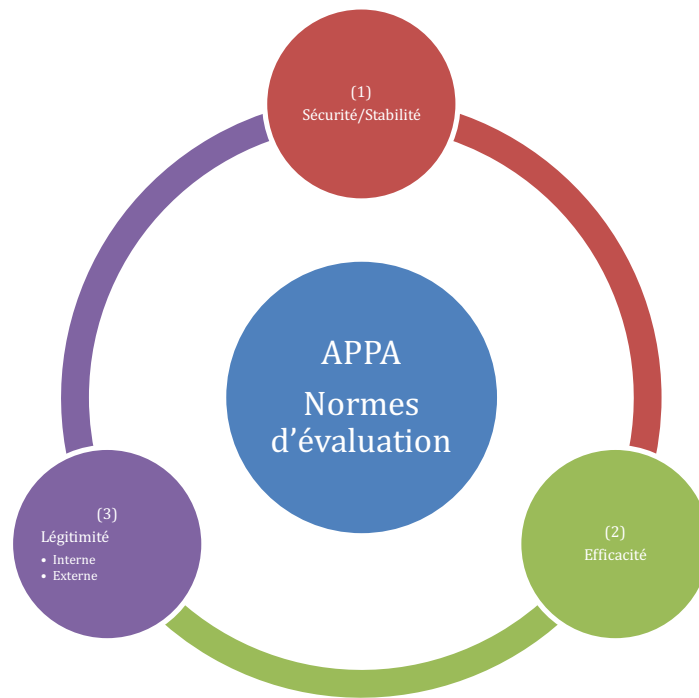 (1)
Sécurité/Stabilité
APPA
Normes
d'évaluation
(3)
Légitimité
• Interne
• Externe
(2)
Efficacité